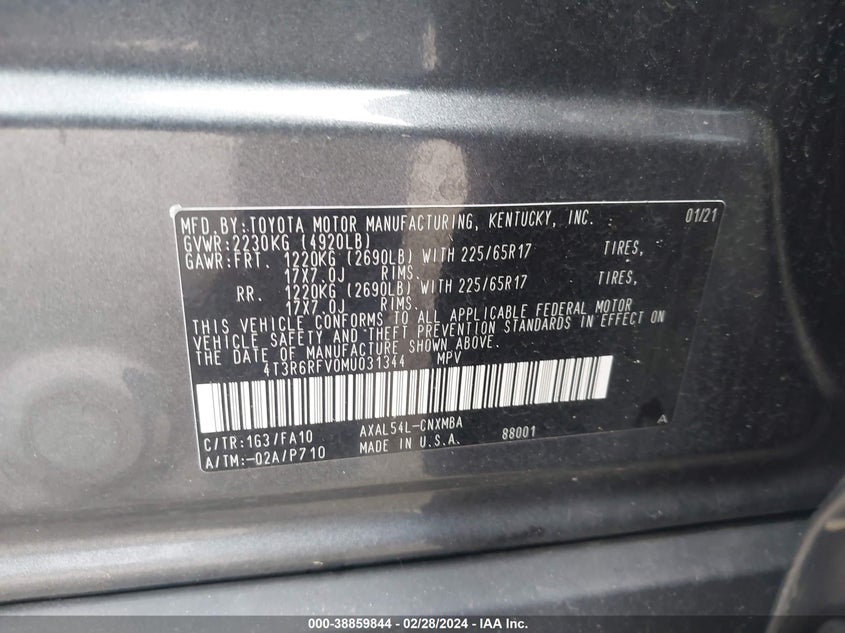 MFD. BY: TOYOTA MOTOR MANUFACTURING, KENTUCKY, INC. 01/21
GVWR: 2230KG (4920LB)
GAWR: FRT. 1220KG (2690LB) WITH 225/65R17 TIRES,
17X7.0J RIMS.
RR. 1220KG (2690LB) WITH 225/65R17 TIRES,
17X7.0J RIMS.
THIS VEHICLE CONFORMS TO ALL APPLICABLE FEDERAL MOTOR
VEHICLE SAFETY AND THEFT PREVENTION STANDARDS IN EFFECT ON
THE DATE OF MANUFACTURE SHOWN ABOVE.
4T3R6RFV0MU031344 MPV
C/TR: 1G3/FA10 AXAL54L-CNXMBA 88001 A
A/TM: -02A/P710 MADE IN U.S.A.
000-38859844 - 02/28/2024 - IAA Inc.